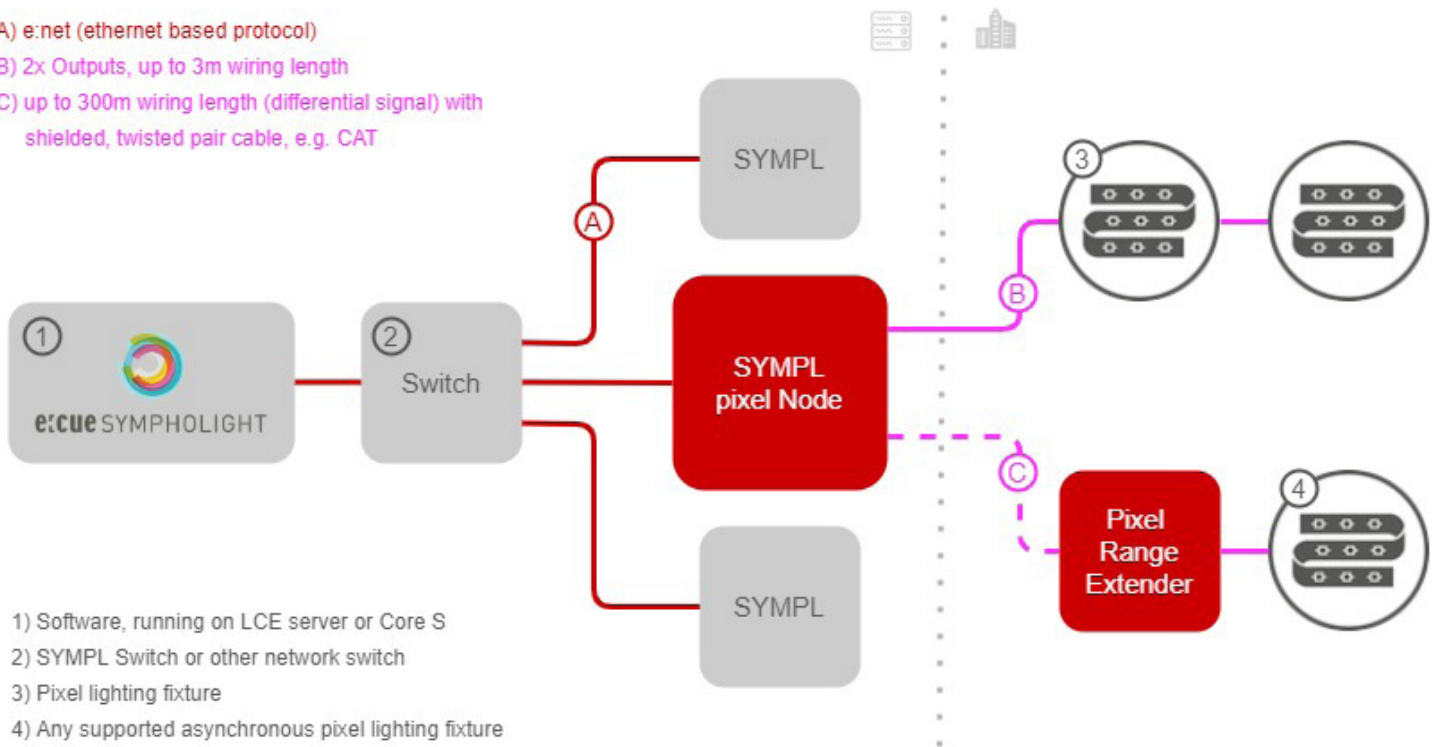 A) e:net (ethernet based protocol)
B) 2x Outputs, up to 3m wiring length
C) up to 300m wiring length (differential signal) with
shielded, twisted pair cable, e.g. CAT
SYMPL
3
A
B
1
2
e:cue SYMPHOLIGHT
Switch
SYMPL
pixel Node
C
4
Pixel
Range
Extender
SYMPL
1) Software, running on LCE server or Core S
2) SYMPL Switch or other network switch
3) Pixel lighting fixture
4) Any supported asynchronous pixel lighting fixture